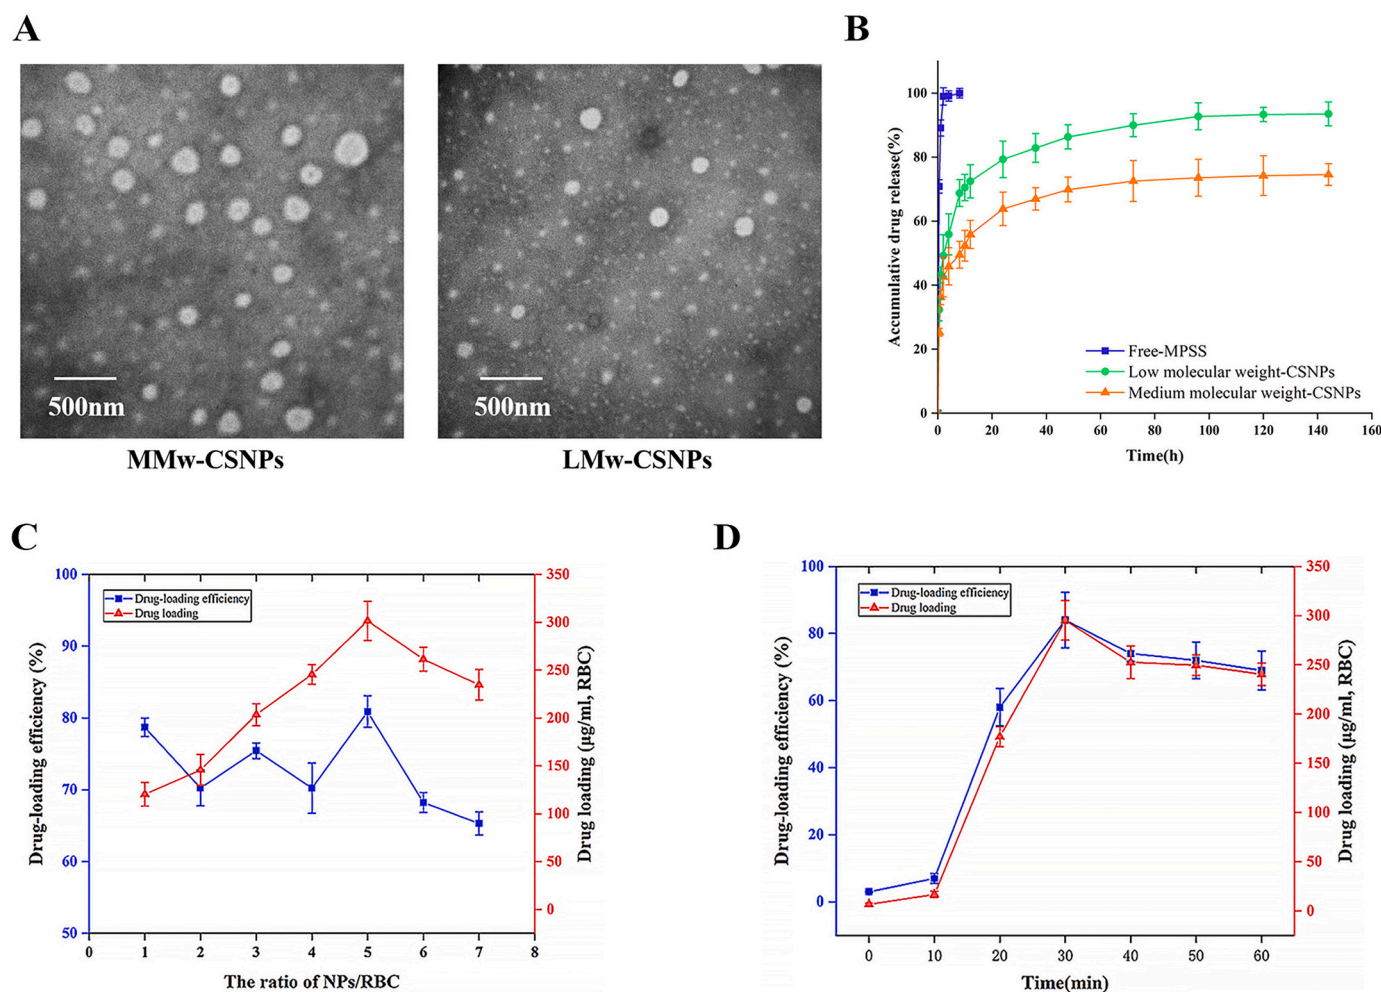 A
500nm
MMw-CSNPs
500nm
LMw-CSNPs
B
Accumulative drug release(%)
100
80
60
40
20
0
Free-MPSS
Low molecular weight-CSNPs
Medium molecular weight-CSNPs
0 20 40 60 80 100 120 140 160
Time(h)
C
Drug-loading efficiency (%)
100
90
80
70
60
50
Drug-loading efficiency
Drug loading
350
300
250
200
150
100
50
0
Drug loading (μg/ml, RBC)
0 1 2 3 4 5 6 7 8
The ratio of NPs/RBC
D
Drug-loading efficiency (%)
100
80
60
40
20
0
Drug-loading efficiency
Drug loading
350
300
250
200
150
100
50
0
Drug loading (μg/ml, RBC)
0 10 20 30 40 50 60
Time(min)